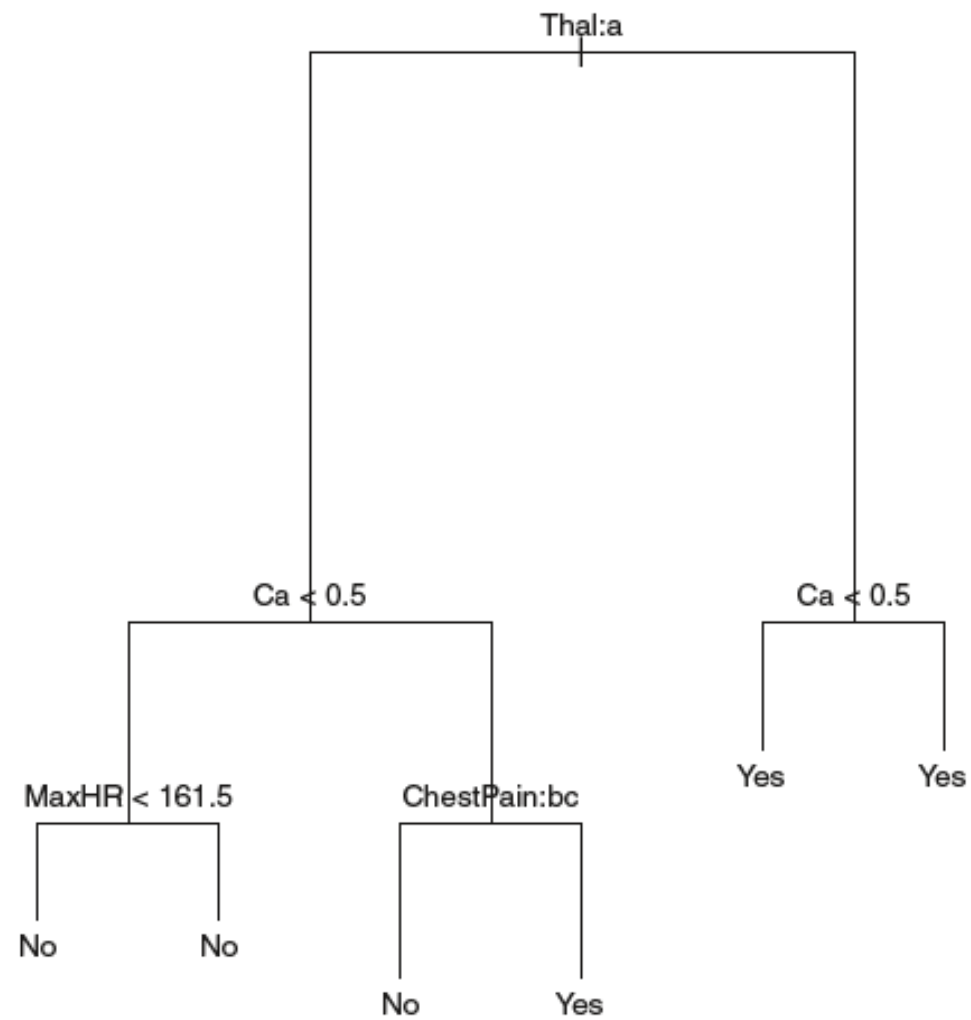 Thal:a
Ca < 0.5
Ca < 0.5
Yes
Yes
MaxHR < 161.5
ChestPain:bc
No
No
No
Yes